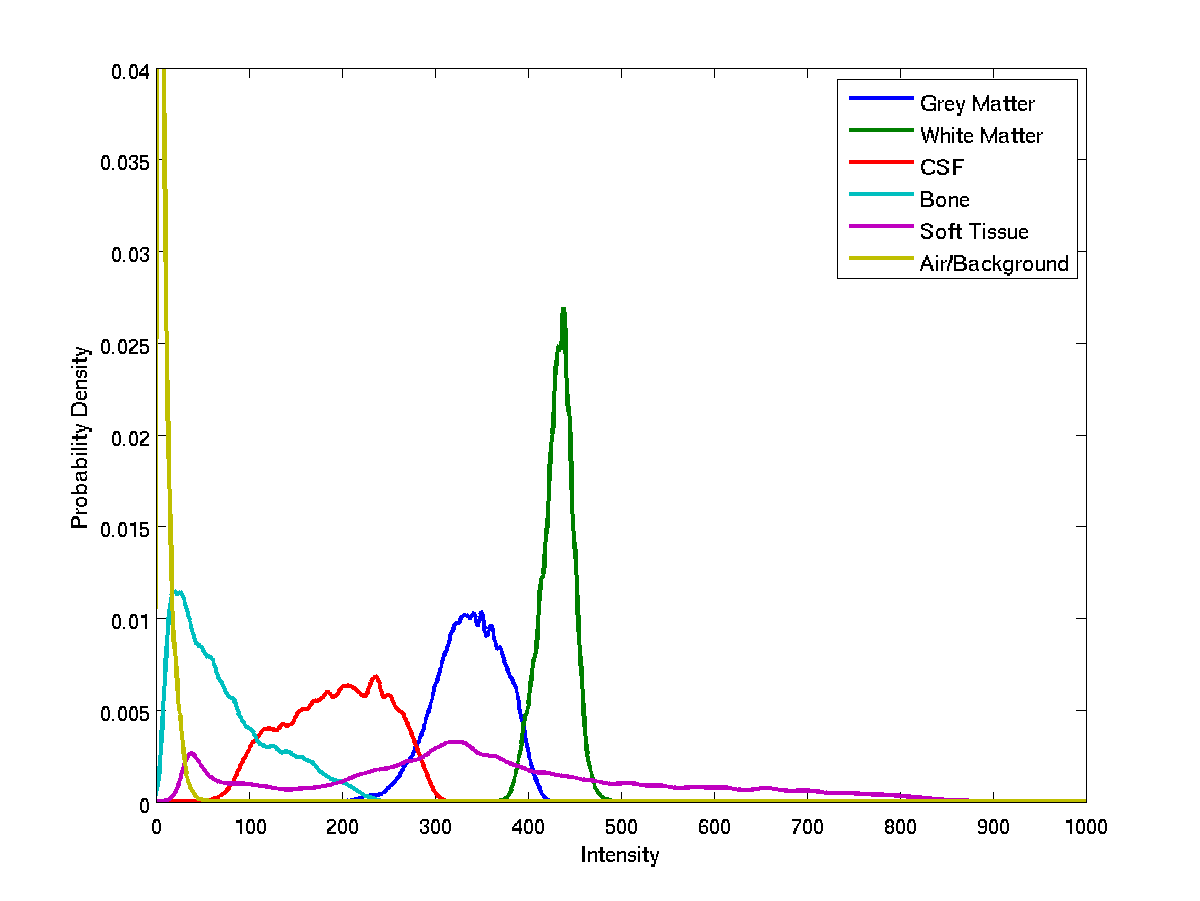 0.04
0.035
0.03
0.025
0.02
0.015
0.01
0.005
0
Probability Density
0 100 200 300 400 500 600 700 800 900 1000
Intensity
Grey Matter
White Matter
CSF
Bone
Soft Tissue
Air/Background